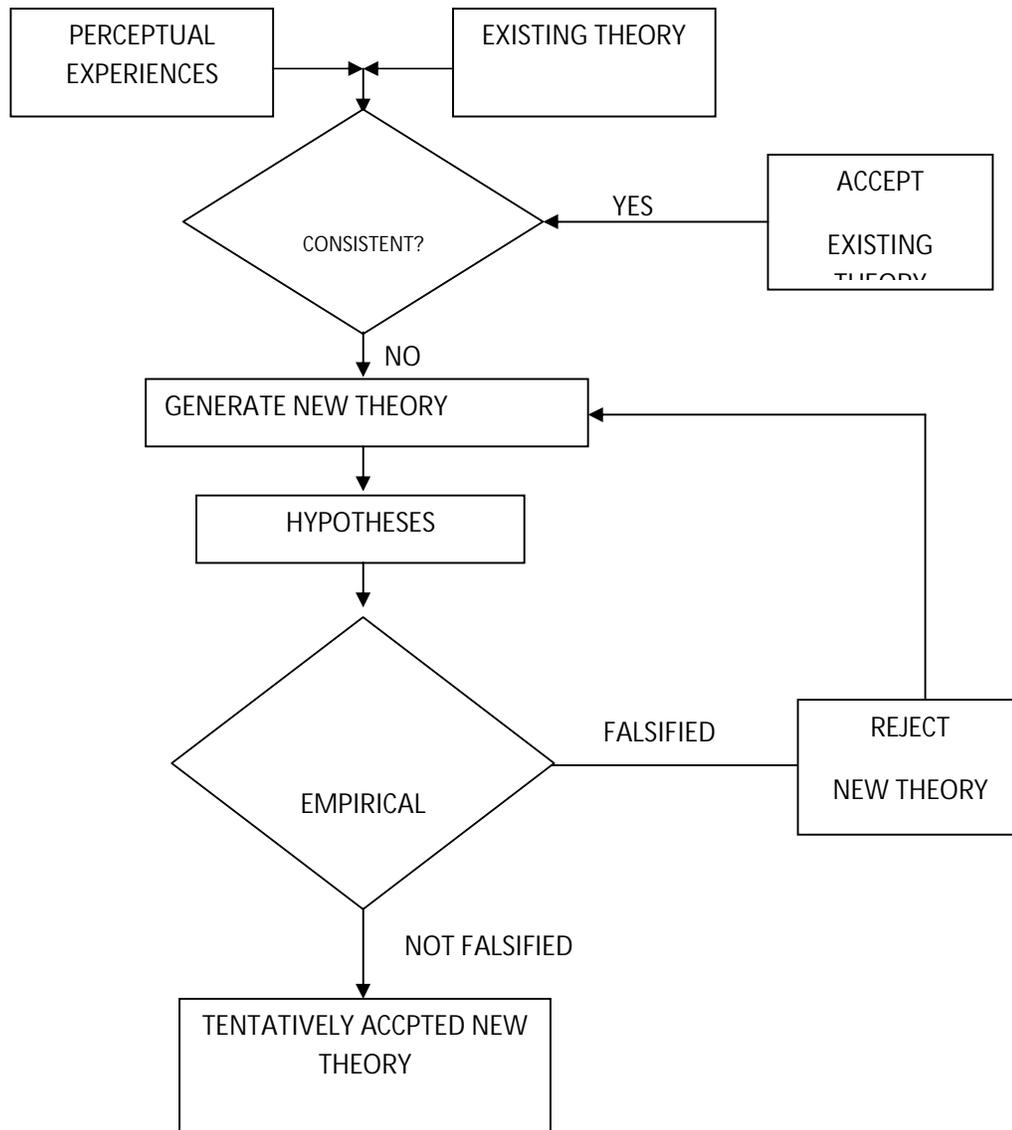 PERCEPTUAL
EXPERIENCES
EXISTING THEORY
ACCEPT
EXISTING
THEORY
YES
CONSISTENT?
NO
GENERATE NEW THEORY
HYPOTHESES
FALSIFIED
REJECT
NEW THEORY
EMPIRICAL
NOT FALSIFIED
TENTATIVELY ACCPTED NEW
THEORY